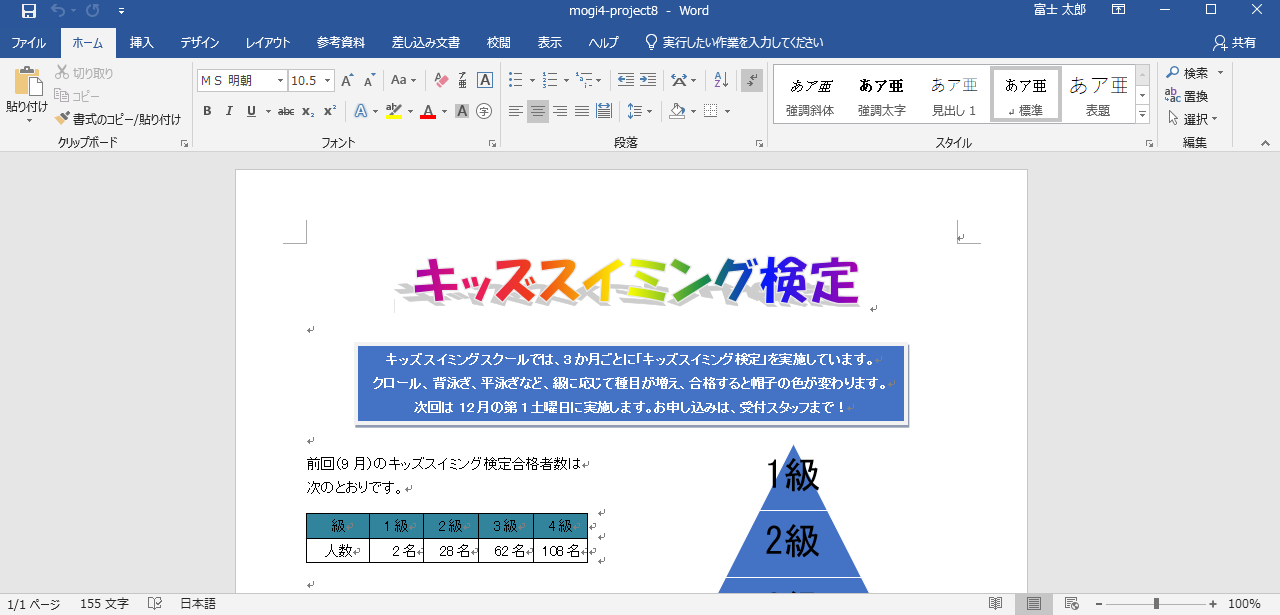 mogi4-project8 - Word
富士 太郎
ファイル ホーム 挿入 デザイン レイアウト 参考資料 差し込み文書 校閲 表示 ヘルプ 実行したい作業を入力してください 共有
貼り付け
切り取り
コピー
書式のコピー/貼り付け
クリップボード
ＭＳ 明朝 10.5
フォント
段落
あア亜 あア亜 あア亜 あア亜 あア亜
強調斜体 強調太字 見出し 1 ↲ 標準 表題
スタイル
検索
置換
選択
編集
キッズスイミング検定
キッズスイミングスクールでは、３か月ごとに「キッズスイミング検定」を実施しています。
クロール、背泳ぎ、平泳ぎなど、級に応じて種目が増え、合格すると帽子の色が変わります。
次回は 12 月の第１土曜日に実施します。お申し込みは、受付スタッフまで！
前回（9 月）のキッズスイミング検定合格者数は
次のとおりです。
級 １級 ２級 ３級 ４級
人数 2 名 28 名 62 名 108 名
1級
2級
1/1 ページ 155 文字 日本語 100%